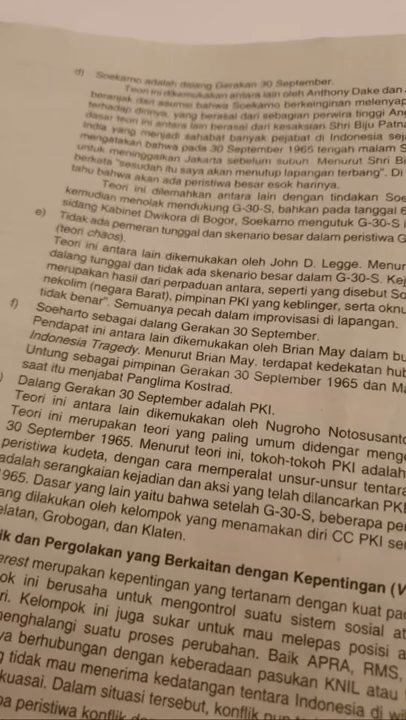 d) Soekarno adalah dalang Gerakan 30 September.
Teori ini dikemukakan antara lain oleh Anthony Dake dan
beranjak dari asumsi bahwa Soekarno berkeinginan melenyap
terhadap dirinya, yang berasal dari sebagian perwira tinggi Ang
dasar teori ini antara lain berasal dari kesaksian Shri Biju Patna
India yang menjadi sahabat banyak pejabat di Indonesia sej
mengatakan bahwa pada 30 September 1965 tengah malam S
untuk meninggalkan Jakarta sebelum subuh. Menurut Shri Bi
berkata "sesudah itu saya akan menutup lapangan terbang". Di
tahu bahwa akan ada peristiwa besar esok harinya.
Teori ini dilemahkan antara lain dengan tindakan Soe
kemudian menolak mendukung G-30-S, bahkan pada tanggal 6
sidang Kabinet Dwikora di Bogor, Soekarno mengutuk G-30-S i
e) Tidak ada pemeran tunggal dan skenario besar dalam peristiwa G
(teori chaos).
Teori ini antara lain dikemukakan oleh John D. Legge. Menur
dalang tunggal dan tidak ada skenario besar dalam G-30-S. Kej
merupakan hasil dari perpaduan antara, seperti yang disebut So
nekolim (negara Barat), pimpinan PKI yang keblinger, serta oknu
tidak benar". Semuanya pecah dalam improvisasi di lapangan.
f) Soeharto sebagai dalang Gerakan 30 September.
Pendapat ini antara lain dikemukakan oleh Brian May dalam bu
Indonesia Tragedy. Menurut Brian May, terdapat kedekatan hub
Untung sebagai pimpinan Gerakan 30 September 1965 dan Ma
saat itu menjabat Panglima Kostrad.
) Dalang Gerakan 30 September adalah PKI.
Teori ini antara lain dikemukakan oleh Nugroho Notosusanto
Teori ini merupakan teori yang paling umum didengar menge
30 September 1965. Menurut teori ini, tokoh-tokoh PKI adalah
peristiwa kudeta, dengan cara memperalat unsur-unsur tentara
adalah serangkaian kejadian dan aksi yang telah dilancarkan PKI
965. Dasar yang lain yaitu bahwa setelah G-30-S, beberapa per
ang dilakukan oleh kelompok yang menamakan diri CC PKI se
elatan, Grobogan, dan Klaten.
ik dan Pergolakan yang Berkaitan dengan Kepentingan (V
erest merupakan kepentingan yang tertanam dengan kuat pa
ok ini berusaha untuk mengontrol suatu sistem sosial at
ri. Kelompok ini juga sukar untuk mau melepas posisi a
enghalangi suatu proses perubahan. Baik APRA, RMS,
ya berhubungan dengan keberadaan pasukan KNIL atau
g tidak mau menerima kedatangan tentara Indonesia di wi
kuasai. Dalam situasi tersebut, konflik pun
pa peristiwa konflik